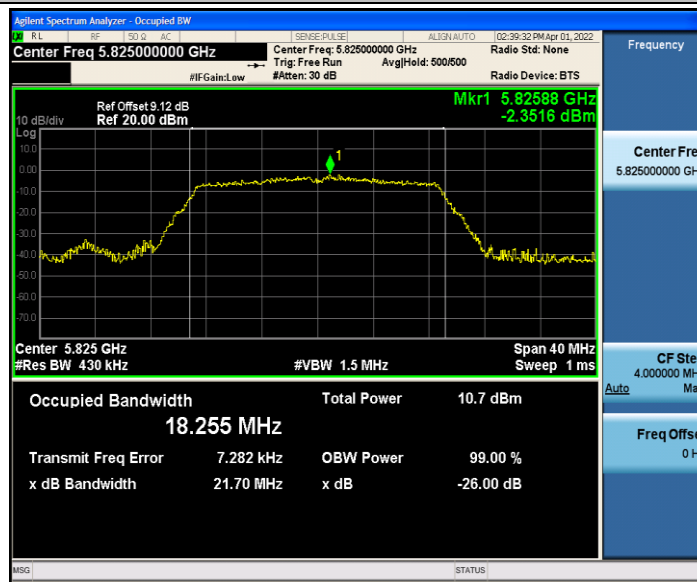 Agilent Spectrum Analyzer - Occupied BW
LXI RL RF 50 Ω AC SENSE:PULSE ALIGN AUTO 02:39:32 PM Apr 01, 2022
Center Freq 5.825000000 GHz
Center Freq: 5.825000000 GHz Radio Std: None
Trig: Free Run Avg|Hold: 500/500
#IFGain:Low #Atten: 30 dB Radio Device: BTS
Frequency
Ref Offset 9.12 dB
Mkr1 5.82588 GHz
10 dB/div Ref 20.00 dBm -2.3516 dBm
Log
10.0
0.00
-10.0
-20.0
-30.0
-40.0
-50.0
-60.0
-70.0
1
Center 5.825 GHz Span 40 MHz
#Res BW 430 kHz #VBW 1.5 MHz Sweep 1 ms
Occupied Bandwidth Total Power 10.7 dBm
18.255 MHz
Transmit Freq Error 7.282 kHz OBW Power 99.00 %
x dB Bandwidth 21.70 MHz x dB -26.00 dB
Center Fre
5.825000000 GH
CF Ste
4.000000 MH
Auto Ma
Freq Offse
0 H
MSG STATUS